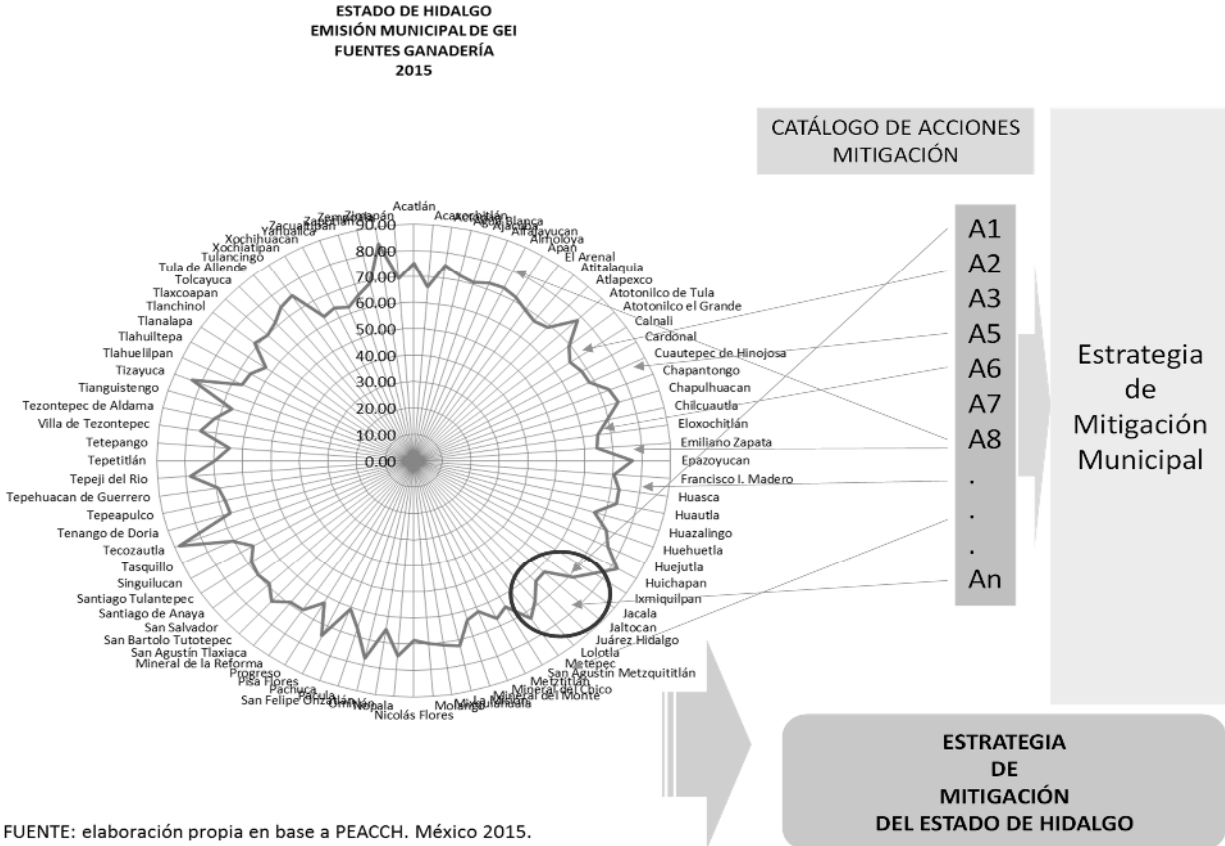 ESTADO DE HIDALGO
EMISIÓN MUNICIPAL DE GEI
FUENTES GANADERÍA
2015
CATÁLOGO DE ACCIONES
MITIGACIÓN
Acatlán
Acaxochitlán
Agua Blanca
Ajacuba
Alfajayucan
Almoloya
Apan
El Arenal
Atitalaquia
Atlapexco
Atotonilco de Tula
Atotonilco el Grande
Calnali
Cardonal
Cuautepec de Hinojosa
Chapantongo
Chapulhuacan
Chilcuautla
Eloxochitlán
Emiliano Zapata
Epazoyucan
Francisco I. Madero
Huasca
Huautla
Huazalingo
Huehuetla
Huejutla
Huichapan
Ixmiquilpan
Jacala
Jaltocan
Juárez Hidalgo
Lolotla
Metepec
San Agustín Metzquititlán
Metztitlán
Mineral del Chico
Mineral del Monte
Molango
Nicolás Flores
Nopala
San Felipe Orizatlán
Pacula
Pachuca
Pisa Flores
Progreso
Mineral de la Reforma
San Agustín Tlaxiaca
San Bartolo Tutotepec
San Salvador
Santiago de Anaya
Santiago Tulantepec
Singuilucan
Tasquillo
Tecozautla
Tenango de Doria
Tepeapulco
Tepehuacan de Guerrero
Tepeji del Rio
Tepetitlán
Tetepango
Villa de Tezontepec
Tezontepec de Aldama
Tianguistengo
Tizayuca
Tlahuelilpan
Tlahuiltepa
Tlanalapa
Tlanchinol
Tlaxcoapan
Tolcayuca
Tula de Allende
Tulancingo
Xochiatipan
Xochihuacan
Yahualica
Zacualtipan
Zimapán
90.00
80.00
70.00
60.00
50.00
40.00
30.00
20.00
10.00
0.00
A1
A2
A3
A5
A6
A7
A8
.
.
.
An
Estrategia
de
Mitigación
Municipal
ESTRATEGIA
DE
MITIGACIÓN
DEL ESTADO DE HIDALGO
FUENTE: elaboración propia en base a PEACCH. México 2015.